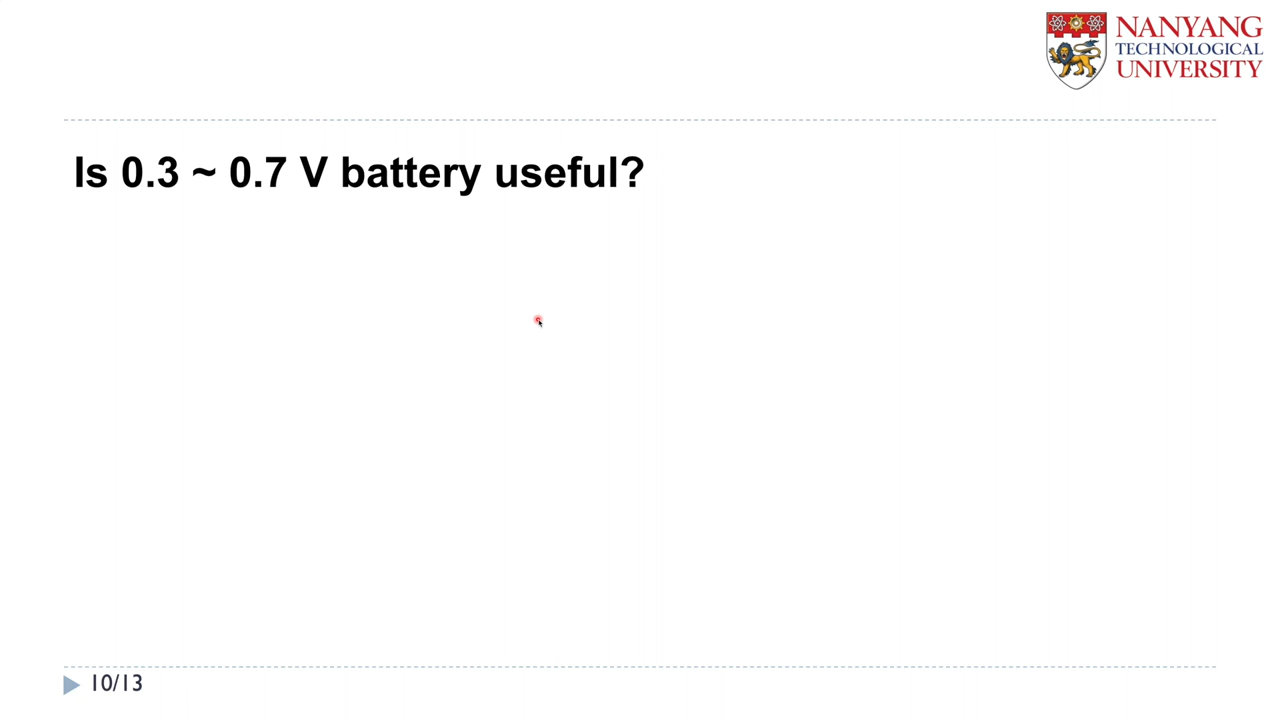 NANYANG
TECHNOLOGICAL
UNIVERSITY
Is 0.3 ~ 0.7 V battery useful?
10/13